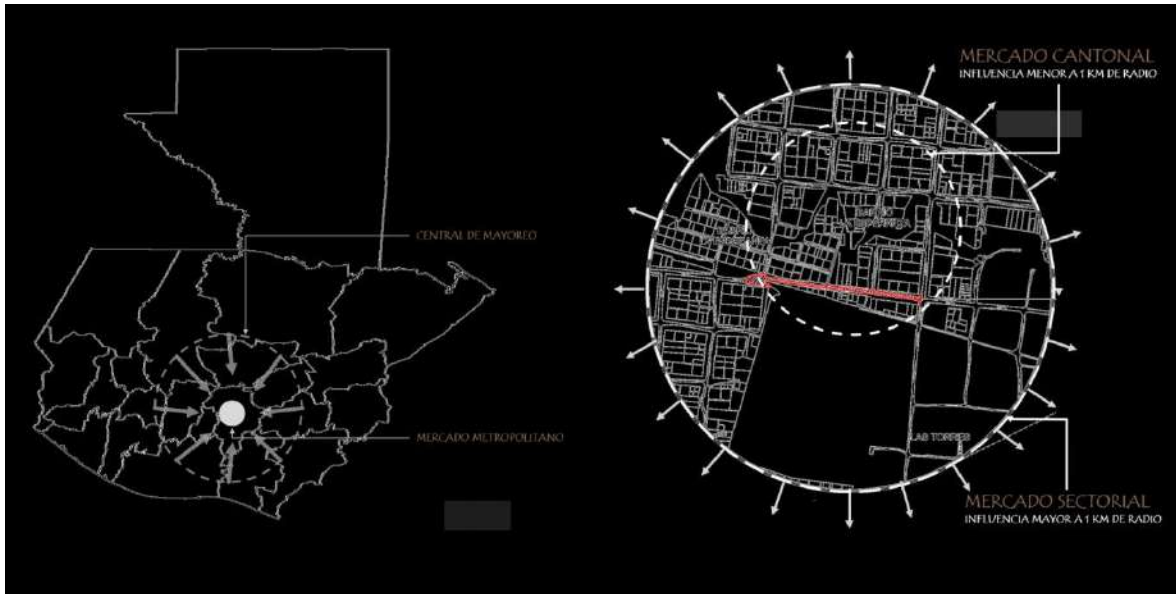 CENTRAL DE MAYOREO
MERCADO METROPOLITANO
MERCADO CANTONAL
INFLUENCIA MENOR A 1 KM DE RADIO
BARRIO
LAS TORRES
MERCADO SECTORIAL
INFLUENCIA MAYOR A 1 KM DE RADIO